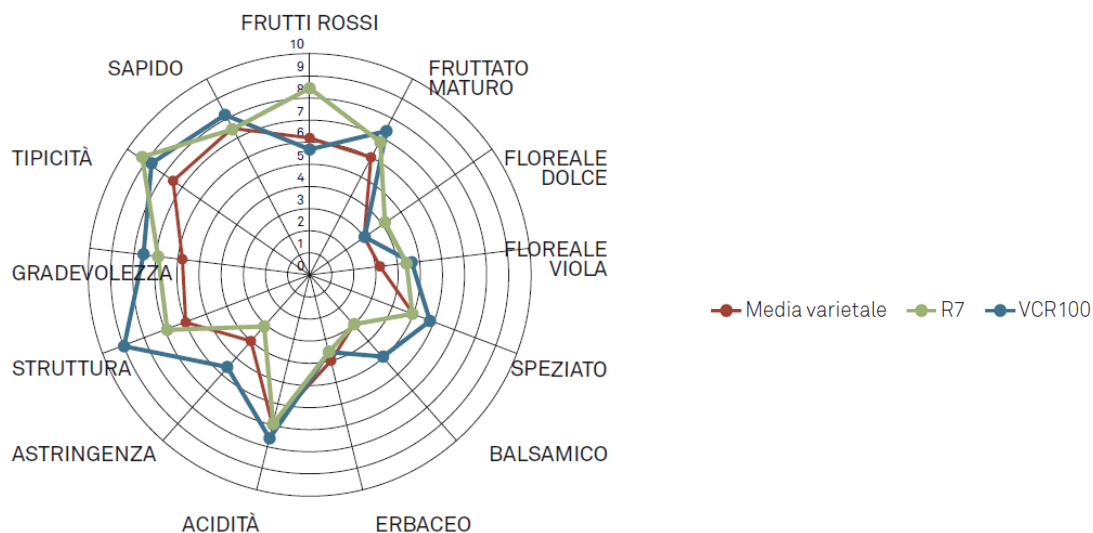 FRUTTI ROSSI
10
9
8
7
6
5
4
3
2
1
0
SAPIDO
FRUTTATO
MATURO
TIPICITÀ
FLOREALE
DOLCE
GRADEVOLEZZA
FLOREALE
VIOLA
STRUTTURA
SPEZIATO
ASTRINGENZA
BALSAMICO
ACIDITÀ
ERBACEO
Media varietale
R7
VCR100